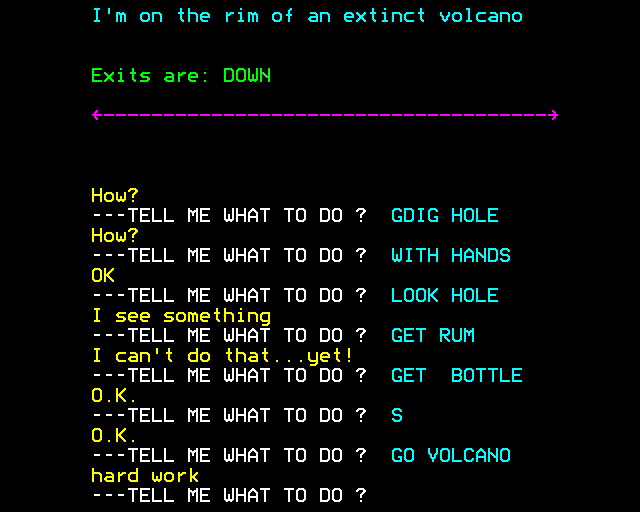 I'm on the rim of an extinct volcano
Exits are: DOWN
<-------------------------------------->
How?
---TELL ME WHAT TO DO ? GDIG HOLE
How?
---TELL ME WHAT TO DO ? WITH HANDS
OK
---TELL ME WHAT TO DO ? LOOK HOLE
I see something
---TELL ME WHAT TO DO ? GET RUM
I can't do that...yet!
---TELL ME WHAT TO DO ? GET  BOTTLE
O.K.
---TELL ME WHAT TO DO ? S
O.K.
---TELL ME WHAT TO DO ? GO VOLCANO
hard work
---TELL ME WHAT TO DO ?